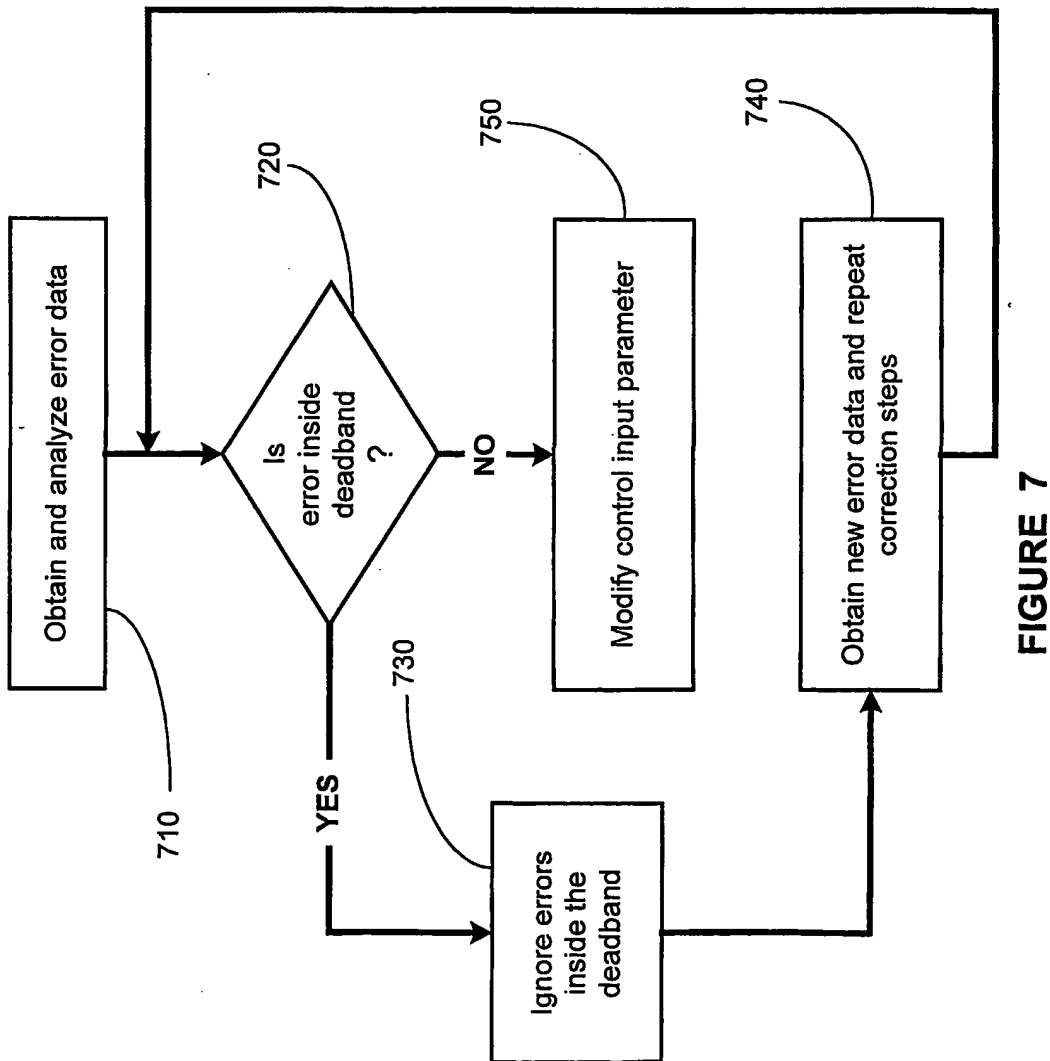 Obtain and analyze error data
710
Is
error inside
deadband
?
720
YES
NO
Ignore errors
inside the
deadband
730
Modify control input parameter
750
Obtain new error data and repeat
correction steps
740
FIGURE 7